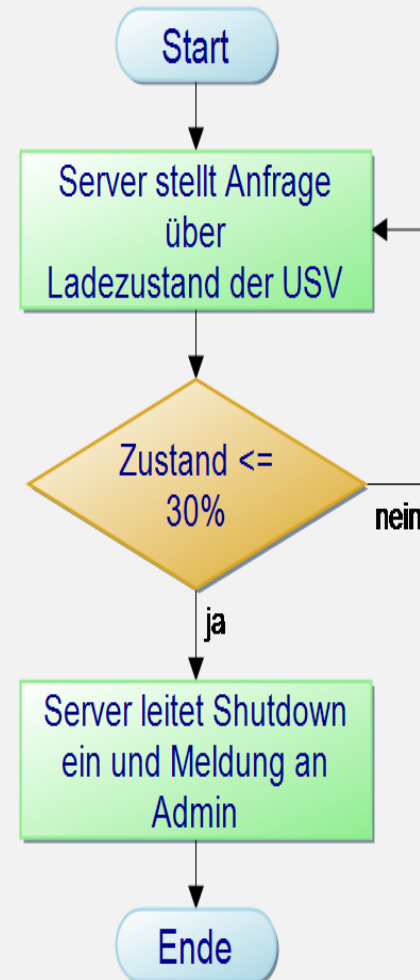 Start
Server stellt Anfrage
über
Ladezustand der USV
Zustand <=
30%
nein
ja
Server leitet Shutdown
ein und Meldung an
Admin
Ende